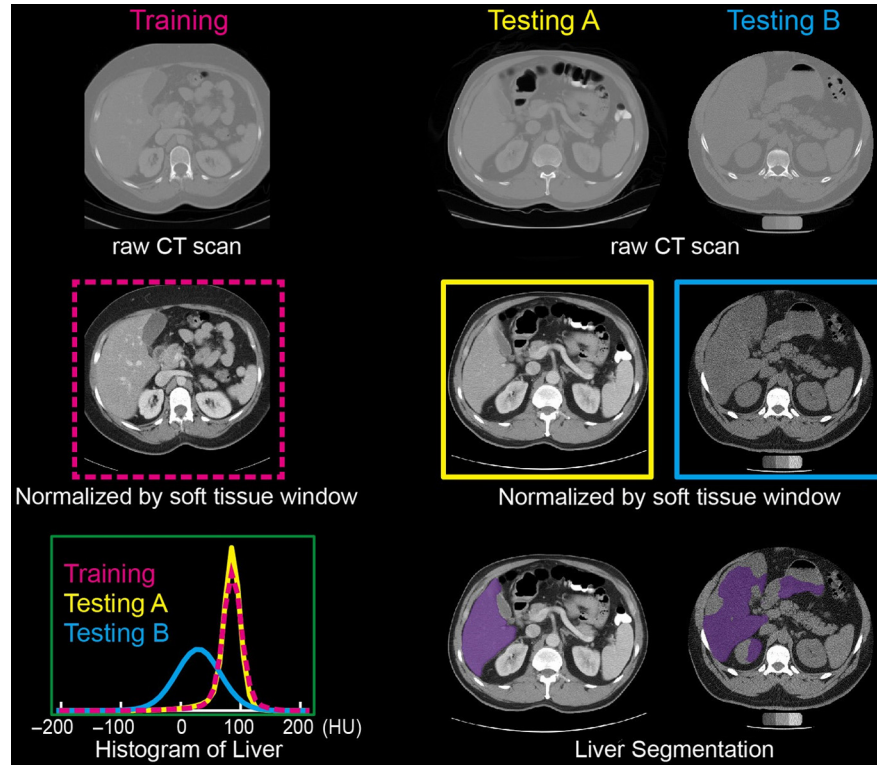 Training
Testing A
Testing B
raw CT scan
raw CT scan
Normalized by soft tissue window
Normalized by soft tissue window
Training
Testing A
Testing B
−200 −100 0 100 200 (HU)
Histogram of Liver
Liver Segmentation